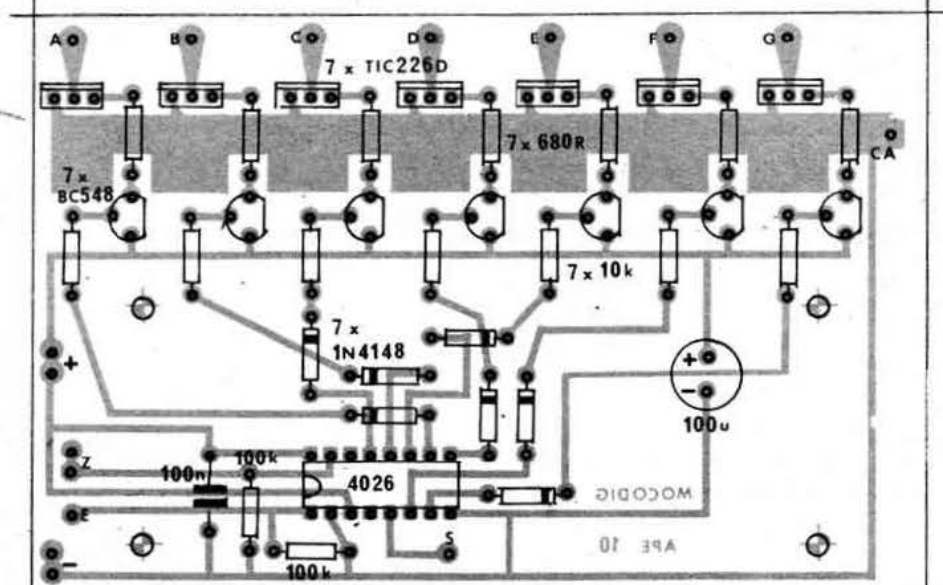 A B C D E F G
7 x TIC226D
7 x 680R
CA
7 x
BC548
7 x 10k
7 x
1N4148
+
+
-
100u
Z
100n
100k
4026
MOCODIG
E
S
APE 10
-
100k